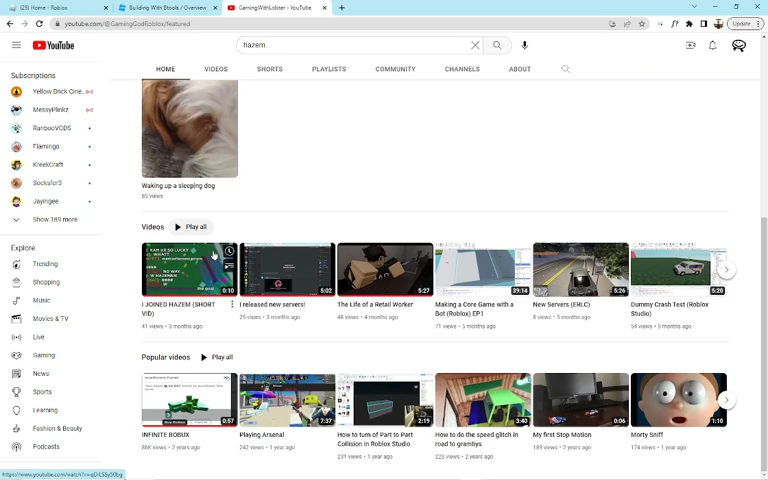 (25) Home - Roblox
Building With Btools / Overview
GamingWithLobster - YouTube
youtube.com/@GamingGodRoblox/featured
Update
YouTube
hazem
HOME VIDEOS SHORTS PLAYLISTS COMMUNITY CHANNELS ABOUT
Subscriptions
Yellow Brick Cine...
MessyPlinkz
RanbooVODS
Flamingo
KreekCraft
Socksfor3
Jayingee
Show 189 more
Explore
Trending
Shopping
Music
Movies & TV
Live
Gaming
News
Sports
Learning
Fashion & Beauty
Podcasts
Waking up a sleeping dog
85 views
Videos
Play all
0:10
5:02
5:27
39:14
5:26
5:20
I JOINED HAZEM (SHORT VID)
41 views • 3 months ago
I released new servers!
25 views • 3 months ago
The Life of a Retail Worker
48 views • 4 months ago
Making a Core Game with a Bot (Roblox) EP1
71 views • 5 months ago
New Servers (ERLC)
8 views • 5 months ago
Dummy Crash Test (Roblox Studio)
54 views • 5 months ago
Popular videos
Play all
0:57
7:37
2:19
3:40
0:06
1:10
INFINITE BOBUX
86K views • 2 years ago
Playing Arsenal
242 views • 1 year ago
How to turn of Part to Part Collision in Roblox Studio
231 views • 1 year ago
How to do the speed glitch in road to grambys
223 views • 2 years ago
My first Stop Motion
189 views • 2 years ago
Morty Sniff
174 views • 1 year ago